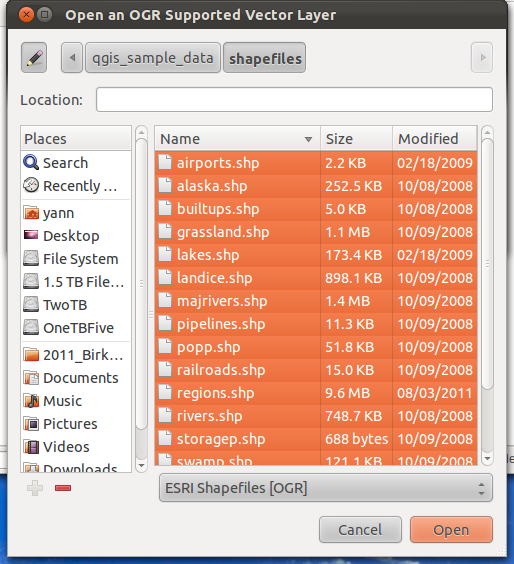 Open an OGR Supported Vector Layer
qgis_sample_data shapefiles
Location:
Places
Search
Recently ...
yann
Desktop
File System
1.5 TB File...
TwoTB
OneTBFive
2011_Birk...
Documents
Music
Pictures
Videos
Downloads
Name Size Modified
airports.shp 2.2 KB 02/18/2009
alaska.shp 252.5 KB 10/08/2008
builtups.shp 5.0 KB 10/08/2008
grassland.shp 1.1 MB 10/09/2008
lakes.shp 173.4 KB 02/18/2009
landice.shp 898.1 KB 10/09/2008
majrivers.shp 1.4 MB 10/09/2008
pipelines.shp 11.3 KB 10/09/2008
popp.shp 51.8 KB 10/09/2008
railroads.shp 15.0 KB 10/09/2008
regions.shp 9.6 MB 08/03/2011
rivers.shp 748.7 KB 10/08/2008
storagep.shp 688 bytes 10/09/2008
swamp.shp 121.1 KB 10/09/2008
ESRI Shapefiles [OGR]
Cancel Open